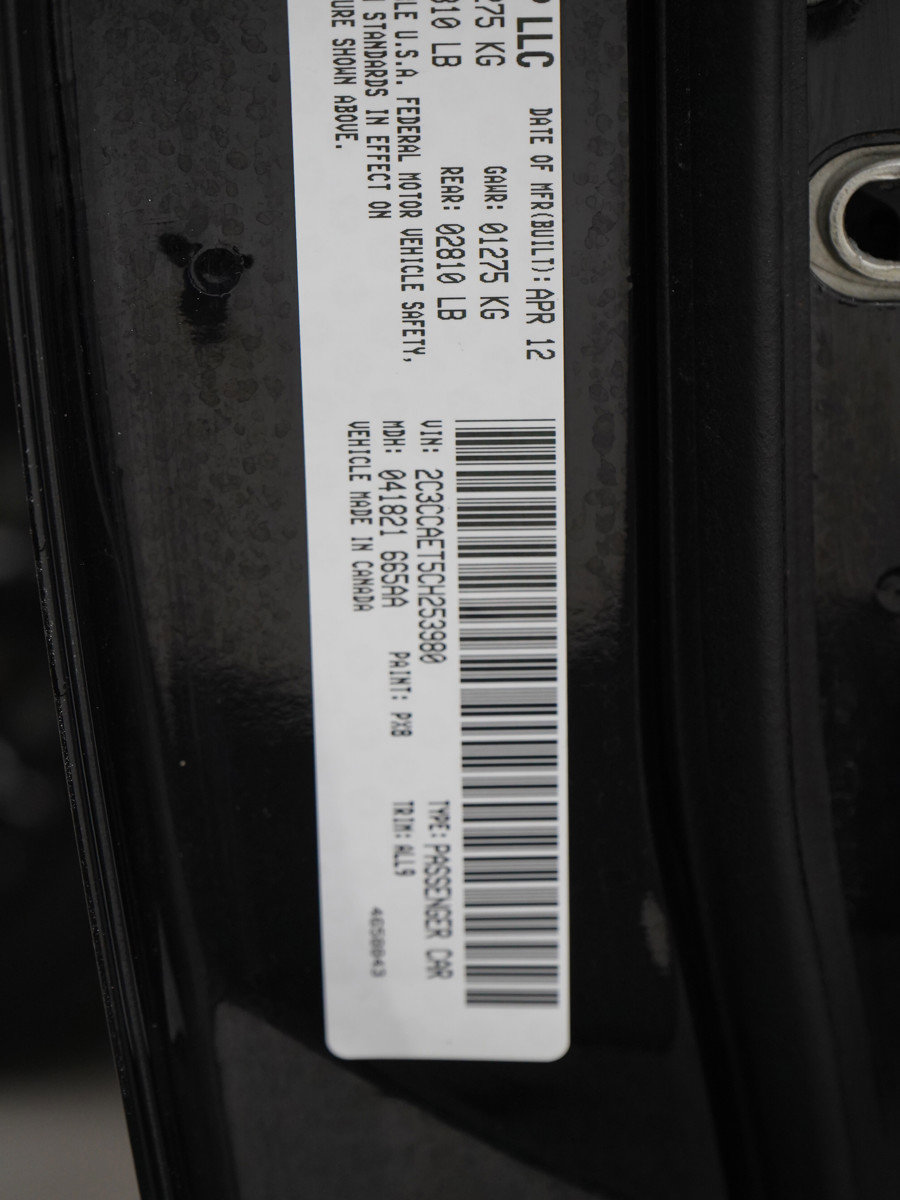 LLC DATE OF MFR(BUILT): APR 12
275 KG GAWR: 01275 KG
810 LB REAR: 02810 LB
LE U.S.A. FEDERAL MOTOR VEHICLE SAFETY,
STANDARDS IN EFFECT ON
URE SHOWN ABOVE.
VIN: 2C3CCAET5CH253980 TYPE: PASSENGER CAR
MDH: 041821 665AA PAINT: PX8 TRIM: ALL9
VEHICLE MADE IN CANADA